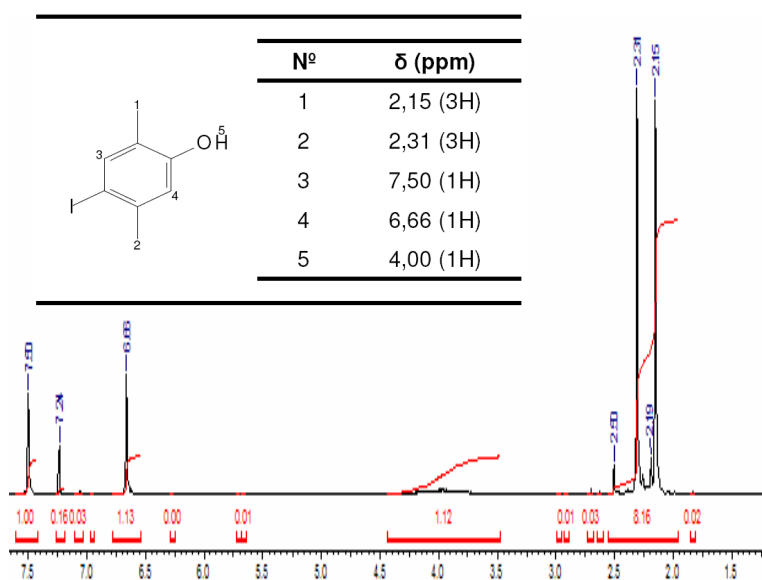 Nº δ (ppm)
1 2,15 (3H)
2 2,31 (3H)
3 7,50 (1H)
4 6,66 (1H)
5 4,00 (1H)
1
5
OH
3
4
I
2
7.50
7.24
6.66
2.50
2.31
2.19
2.15
1.00 0.16 0.03 1.13 0.00 0.01 1.12 0.01 0.03 8.16 0.02
7.5 7.0 6.5 6.0 5.5 5.0 4.5 4.0 3.5 3.0 2.5 2.0 1.5